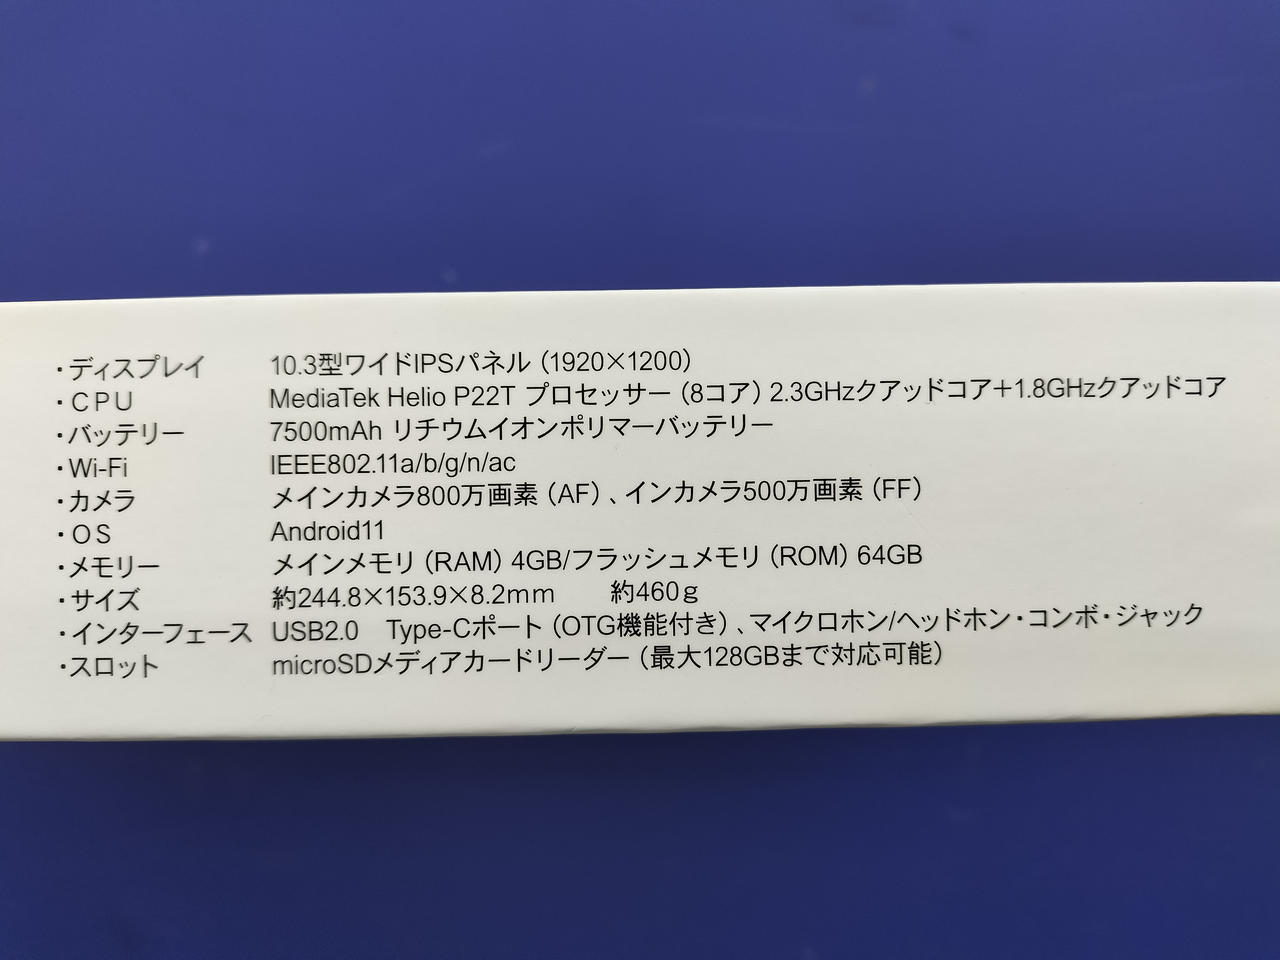 ・ディスプレイ 10.3型ワイドIPSパネル（1920×1200）
・CPU MediaTek Helio P22T プロセッサー（8コア）2.3GHzクアッドコア＋1.8GHzクアッドコア
・バッテリー 7500mAh リチウムイオンポリマーバッテリー
・Wi-Fi IEEE802.11a/b/g/n/ac
・カメラ メインカメラ800万画素（AF）、インカメラ500万画素（FF）
・OS Android11
・メモリー メインメモリ（RAM）4GB/フラッシュメモリ（ROM）64GB
・サイズ 約244.8×153.9×8.2mm 約460g
・インターフェース USB2.0 Type-Cポート（OTG機能付き）、マイクロホン/ヘッドホン・コンボ・ジャック
・スロット microSDメディアカードリーダー（最大128GBまで対応可能）